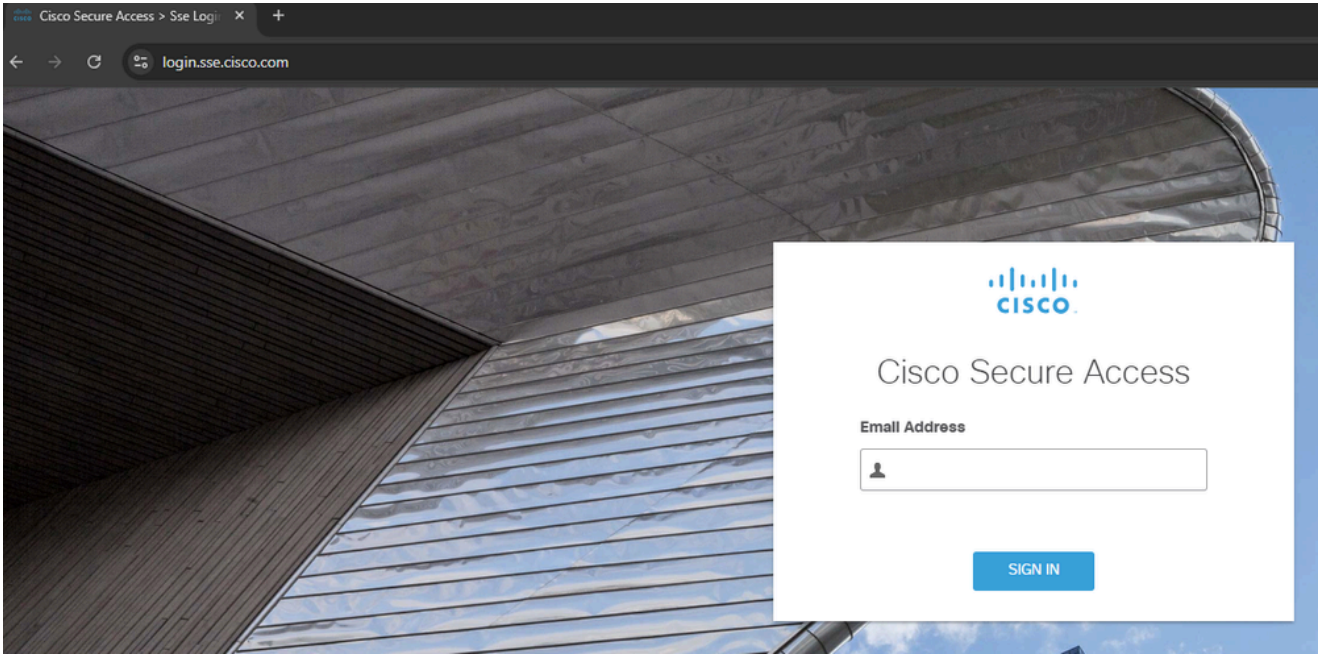 Cisco Secure Access > Sse Logi
login.sse.cisco.com
CISCO
Cisco Secure Access
Email Address
SIGN IN